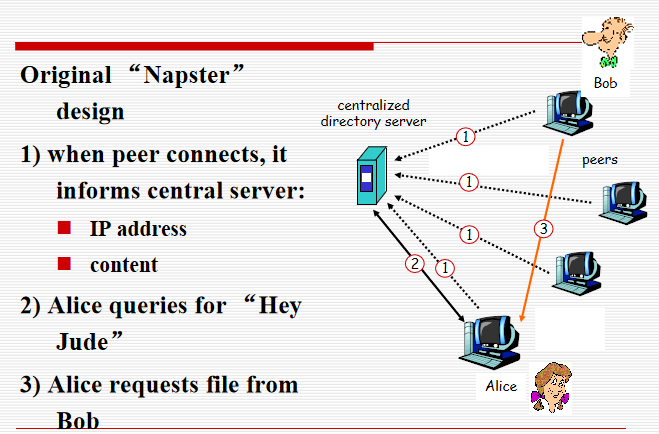 Original “Napster”
design
1) when peer connects, it
informs central server:
IP address
content
2) Alice queries for “Hey
Jude”
3) Alice requests file from
Bob
centralized
directory server
Bob
peers
Alice
1
1
1
3
2
1